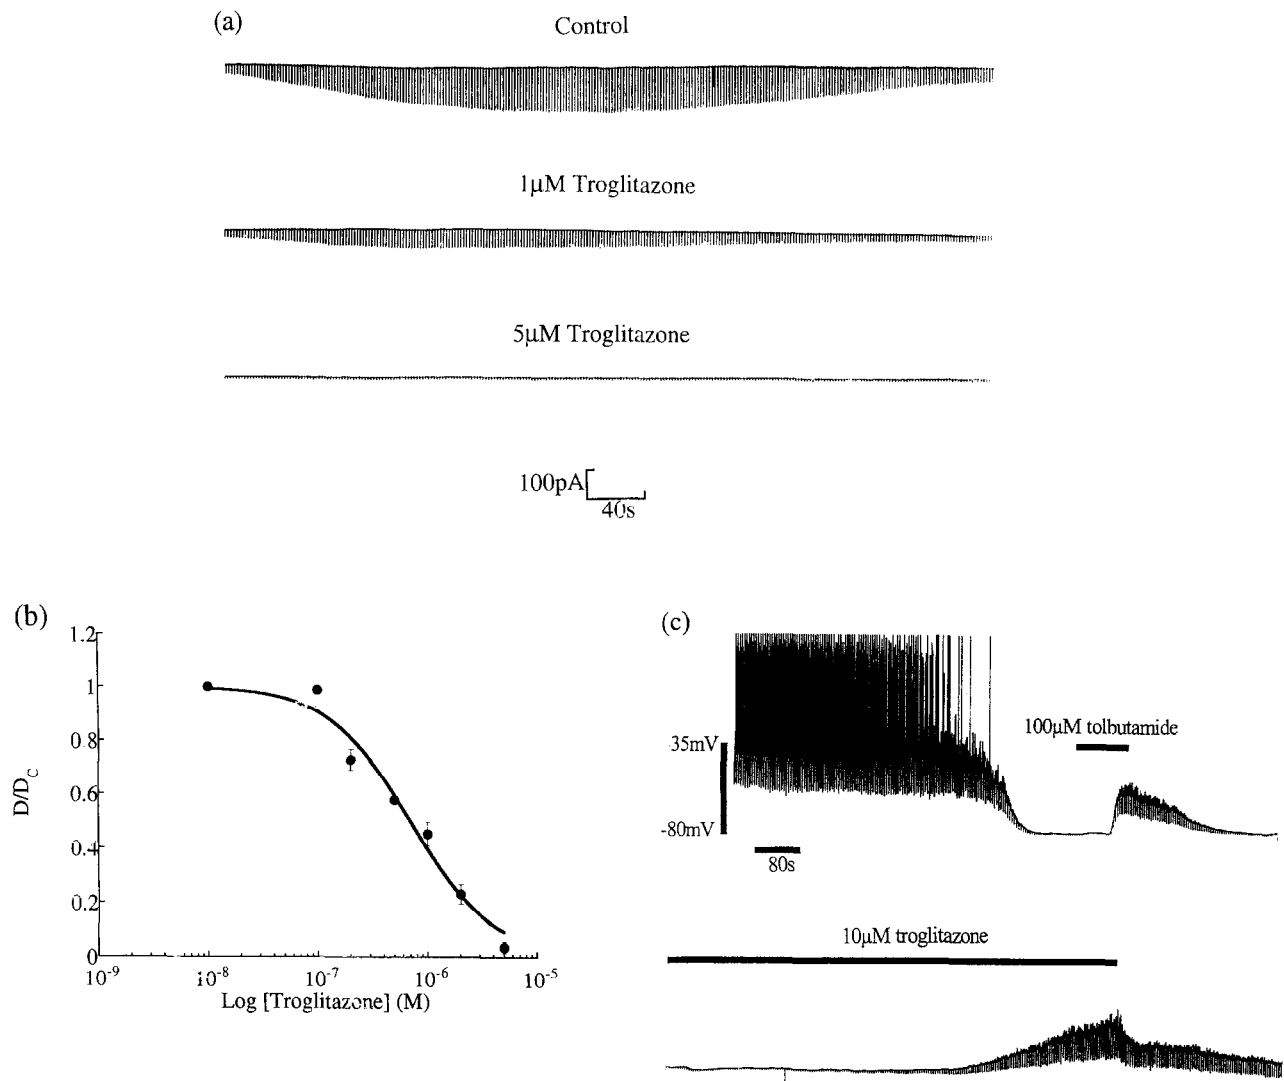 (a)
Control
1μM Troglitazone
5μM Troglitazone
100pA
40s
(b)
1.2
1
0.8
0.6
0.4
0.2
0
D/D_C
10^-9
10^-8
10^-7
10^-6
10^-5
Log [Troglitazone] (M)
(c)
100μM tolbutamide
35mV
-80mV
80s
10μM troglitazone